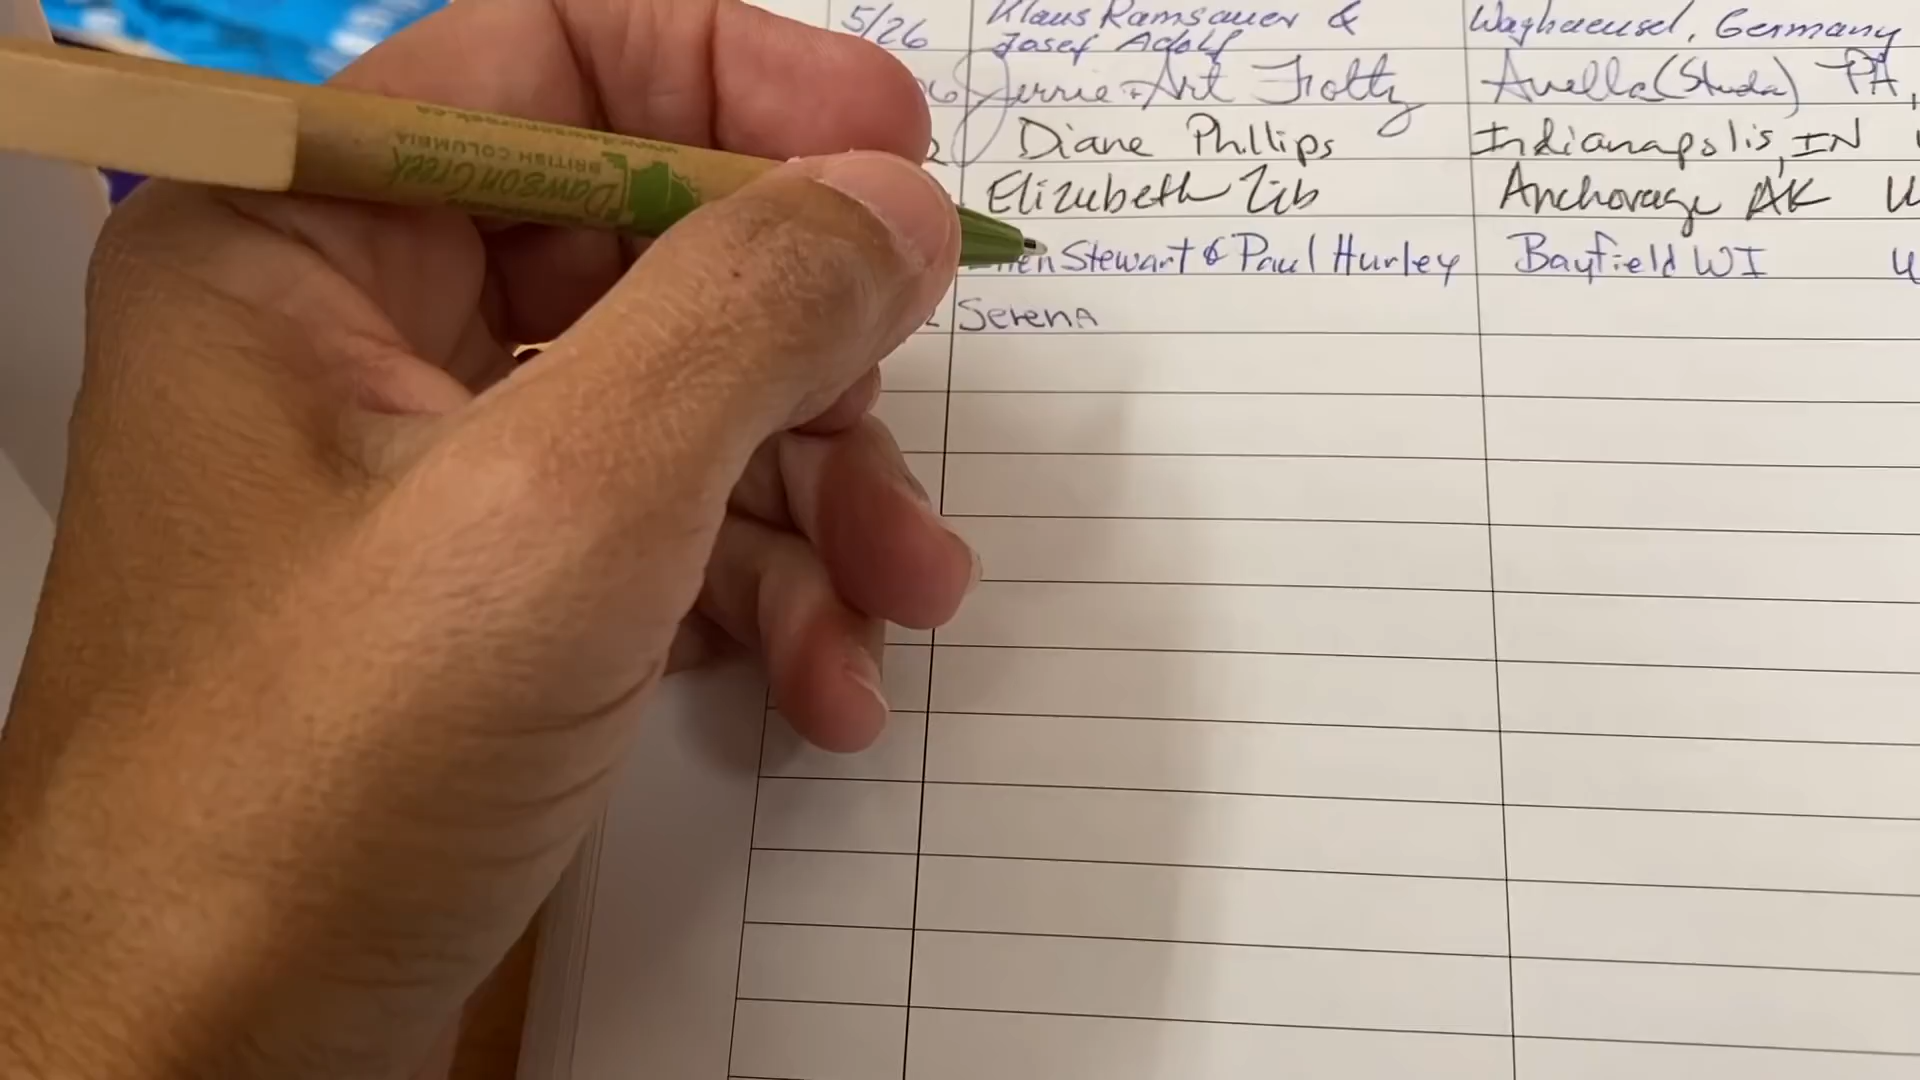 5/26 Klaus Ramsauer & Josef Adolf Waghaeusel, Germany
Jerrie + Art Avella (Studa) PA,
Diane Phillips Indianapolis, IN
Elizabeth Zib Anchorage AK
Stewart & Paul Hurley Bayfield WI
Serena
Dawson Creek
BRITISH COLUMBIA